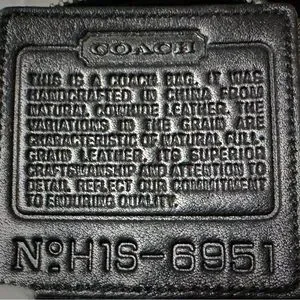 COACH
THIS IS A COACH BAG. IT WAS
HANDCRAFTED IN CHINA FROM
NATURAL COWHIDE LEATHER. THE
VARIATIONS IN THE GRAIN ARE
CHARACTERISTIC OF NATURAL FULL-
GRAIN LEATHER. ITS SUPERIOR
CRAFTSMANSHIP AND ATTENTION TO
DETAIL REFLECT OUR COMMITMENT
TO ENDURING QUALITY.
Nº H1S-6951